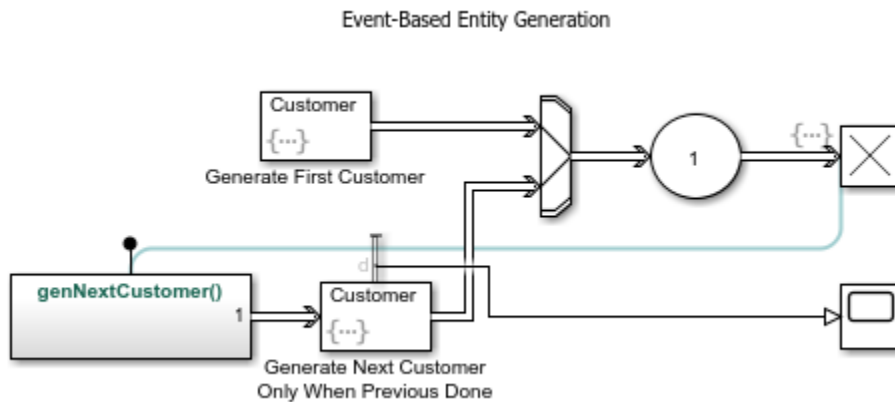 Event-Based Entity Generation
Customer
{...}
Generate First Customer
1
{...}
genNextCustomer()
1
d
Customer
{...}
Generate Next Customer
Only When Previous Done